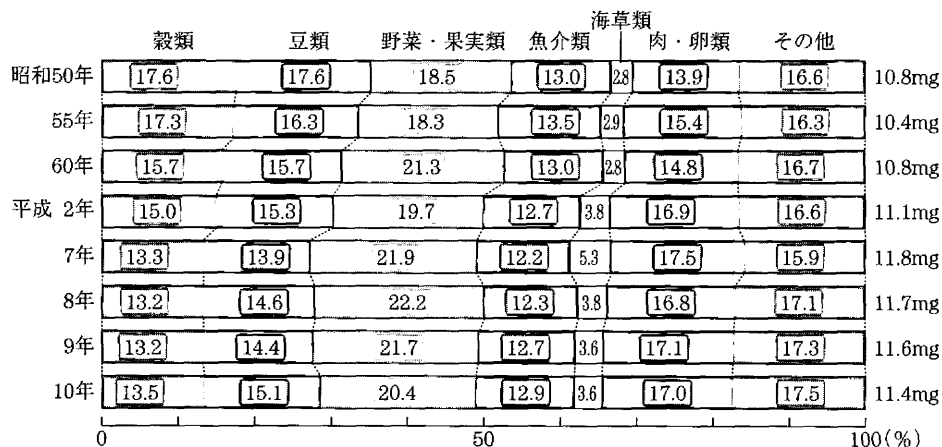 海草類
穀類 豆類 野菜・果実類 魚介類 肉・卵類 その他
昭和50年 17.6 17.6 18.5 13.0 2.8 13.9 16.6 10.8mg
55年 17.3 16.3 18.3 13.5 2.9 15.4 16.3 10.4mg
60年 15.7 15.7 21.3 13.0 2.8 14.8 16.7 10.8mg
平成 2年 15.0 15.3 19.7 12.7 3.8 16.9 16.6 11.1mg
7年 13.3 13.9 21.9 12.2 5.3 17.5 15.9 11.8mg
8年 13.2 14.6 22.2 12.3 3.8 16.8 17.1 11.7mg
9年 13.2 14.4 21.7 12.7 3.6 17.1 17.3 11.6mg
10年 13.5 15.1 20.4 12.9 3.6 17.0 17.5 11.4mg
0 50 100(%)